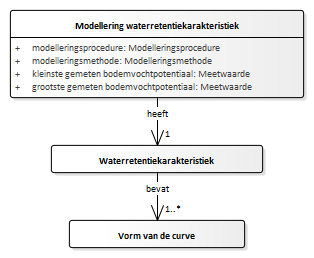 Modellering waterretentiekarakteristiek
+ modelleringsprocedure: Modelleringsprocedure
+ modelleringsmethode: Modelleringsmethode
+ kleinste gemeten bodemvochtpotentiaal: Meetwaarde
+ grootste gemeten bodemvochtpotentiaal: Meetwaarde
heeft
1
Waterretentiekarakteristiek
bevat
1..*
Vorm van de curve